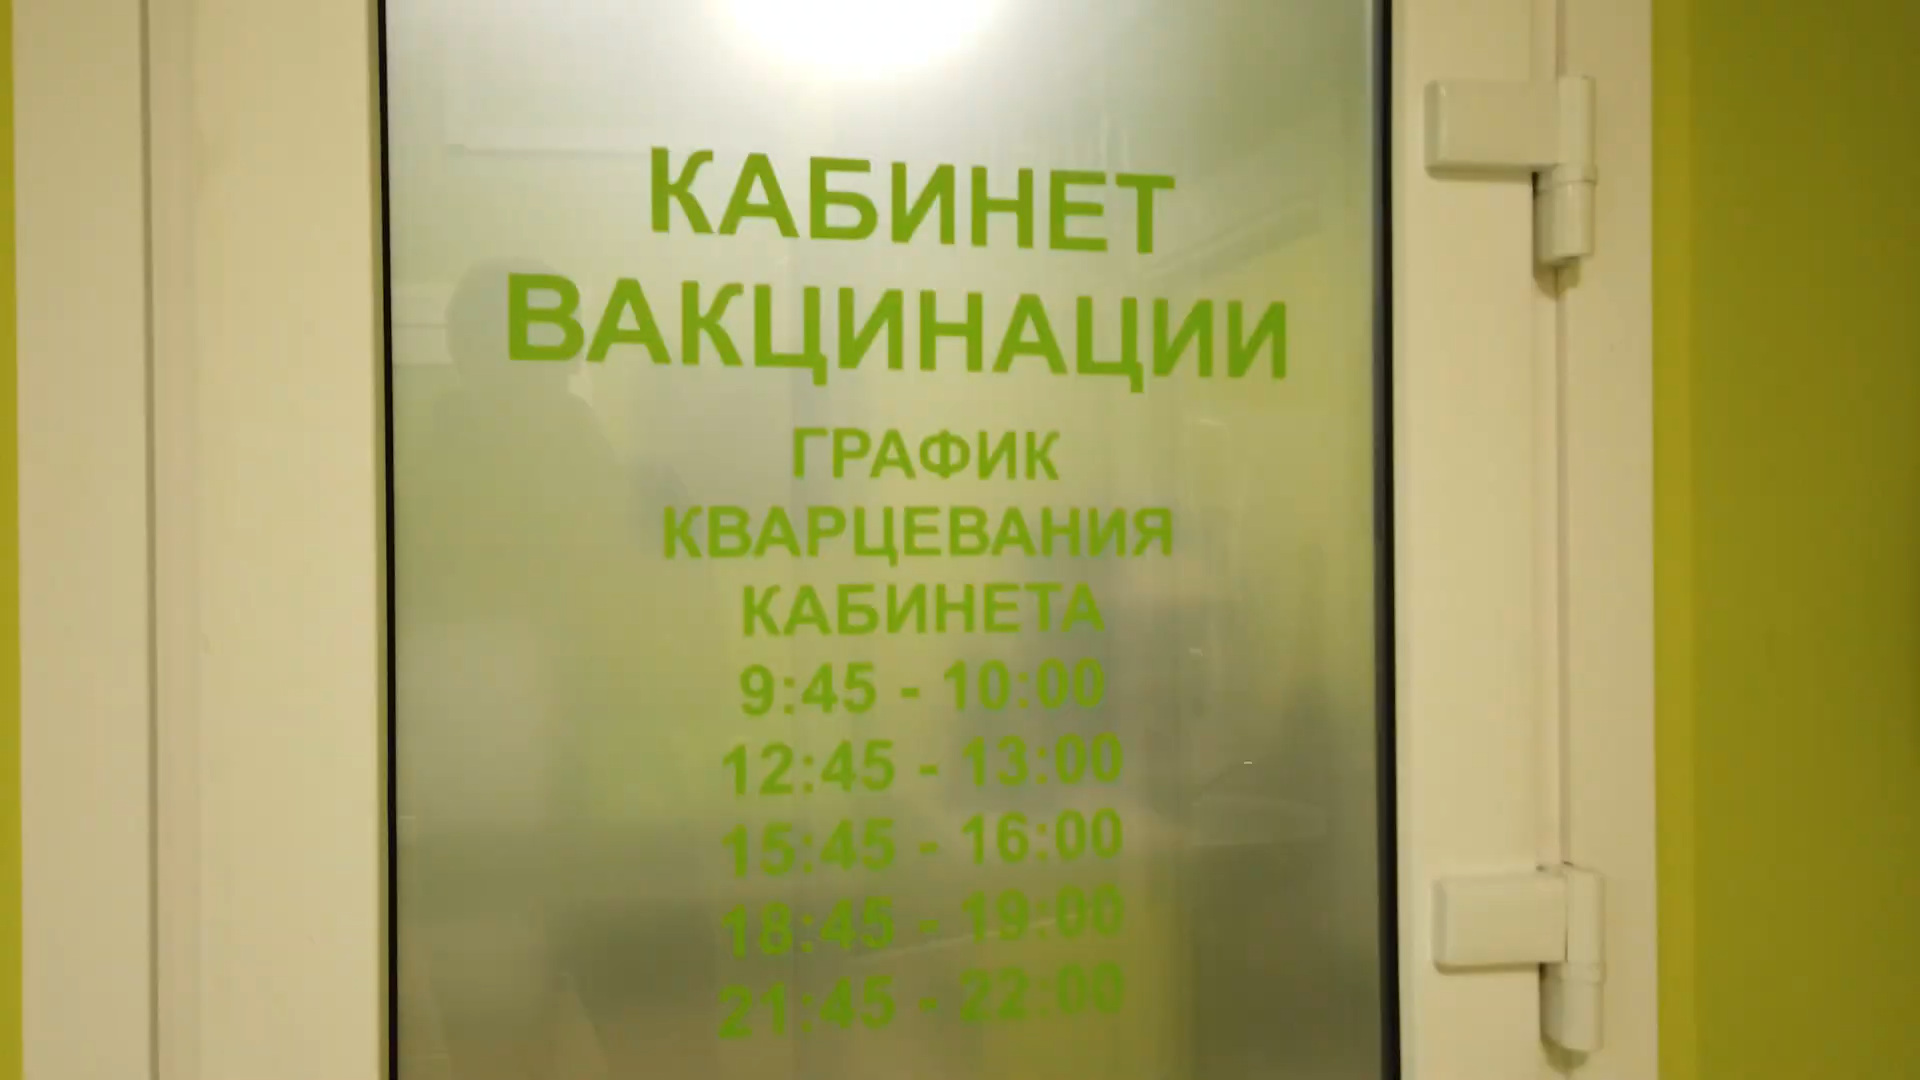 КАБИНЕТ
ВАКЦИНАЦИИ
ГРАФИК
КВАРЦЕВАНИЯ
КАБИНЕТА
9:45 - 10:00
12:45 - 13:00
15:45 - 16:00
18:45 - 19:00
21:45 - 22:00